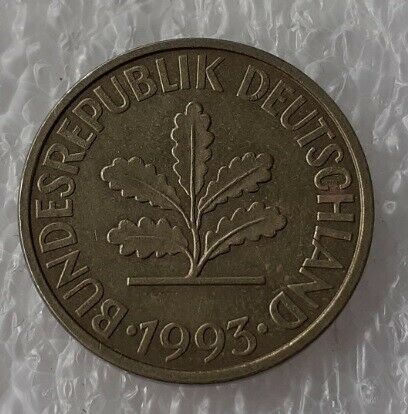 BUNDESREPUBLIK DEUTSCHLAND
· 1993 ·